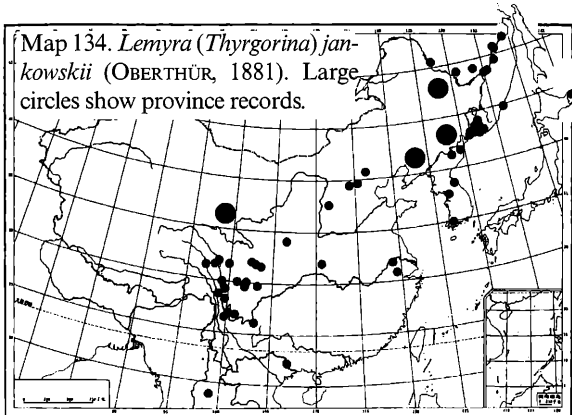 Map 134. Lemyra (Thyrgorina) jan-
kowskii (OBERTHÜR, 1881). Large
circles show province records.